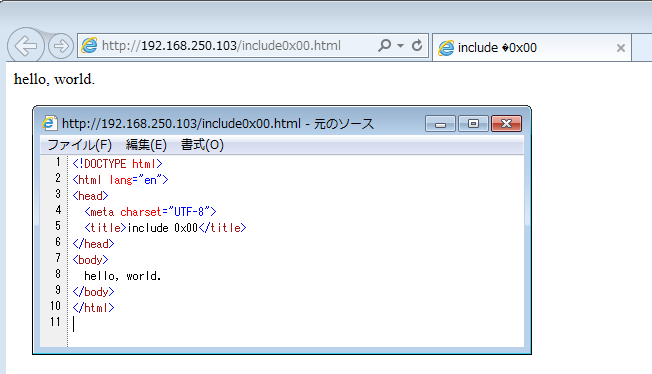 http://192.168.250.103/include0x00.html
include �0x00
hello, world.
http://192.168.250.103/include0x00.html - 元のソース
ファイル(F) 編集(E) 書式(O)
1 <!DOCTYPE html>
2 <html lang="en">
3 <head>
4 <meta charset="UTF-8">
5 <title>include 0x00</title>
6 </head>
7 <body>
8 hello, world.
9 </body>
10 </html>
11